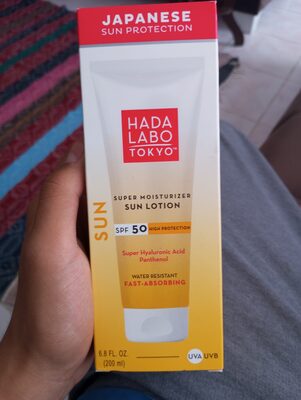 JAPANESE
SUN PROTECTION
HADA
LABO
TOKYO™
SUPER MOISTURIZER
SUN LOTION
SUN
SPF 50 HIGH PROTECTION
Super Hyaluronic Acid
Panthenol
WATER RESISTANT
FAST-ABSORBING
6.8 FL. OZ.
(200 ml)
UVA UVB